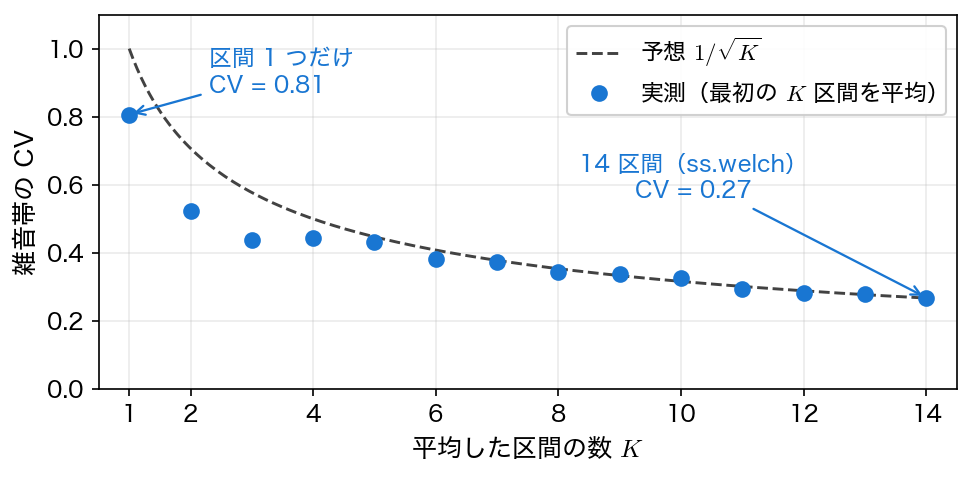 1.0
0.8
0.6
0.4
0.2
0.0
雑音帯の CV
区間 1 つだけ
CV = 0.81
予想 1/√K
実測（最初の K 区間を平均）
14 区間（ss.welch）
CV = 0.27
1 2 4 6 8 10 12 14
平均した区間の数 K